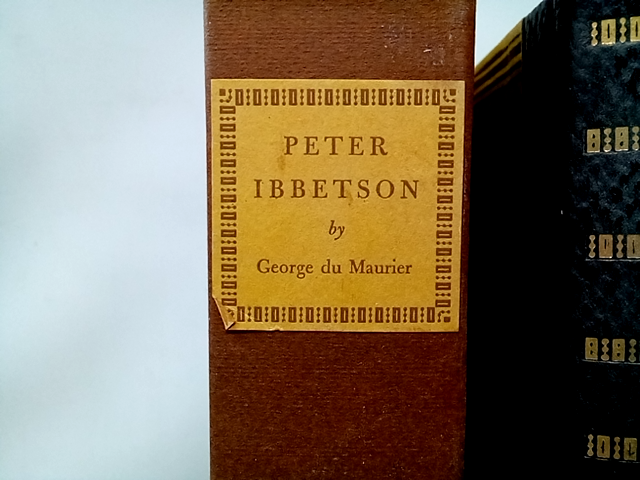 PETER
IBBETSON
by
George du Maurier